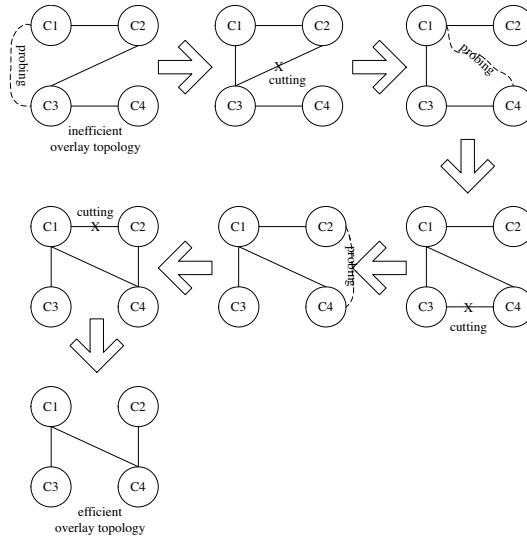 C1
C2
probing
C3
C4
inefficient
overlay topology
C1
C2
X
cutting
C3
C4
C1
C2
probing
C3
C4
C1
C2
C3
X
C4
cutting
C1
C2
probing
C3
C4
cutting
C1
X
C2
C3
C4
C1
C2
C3
C4
efficient
overlay topology